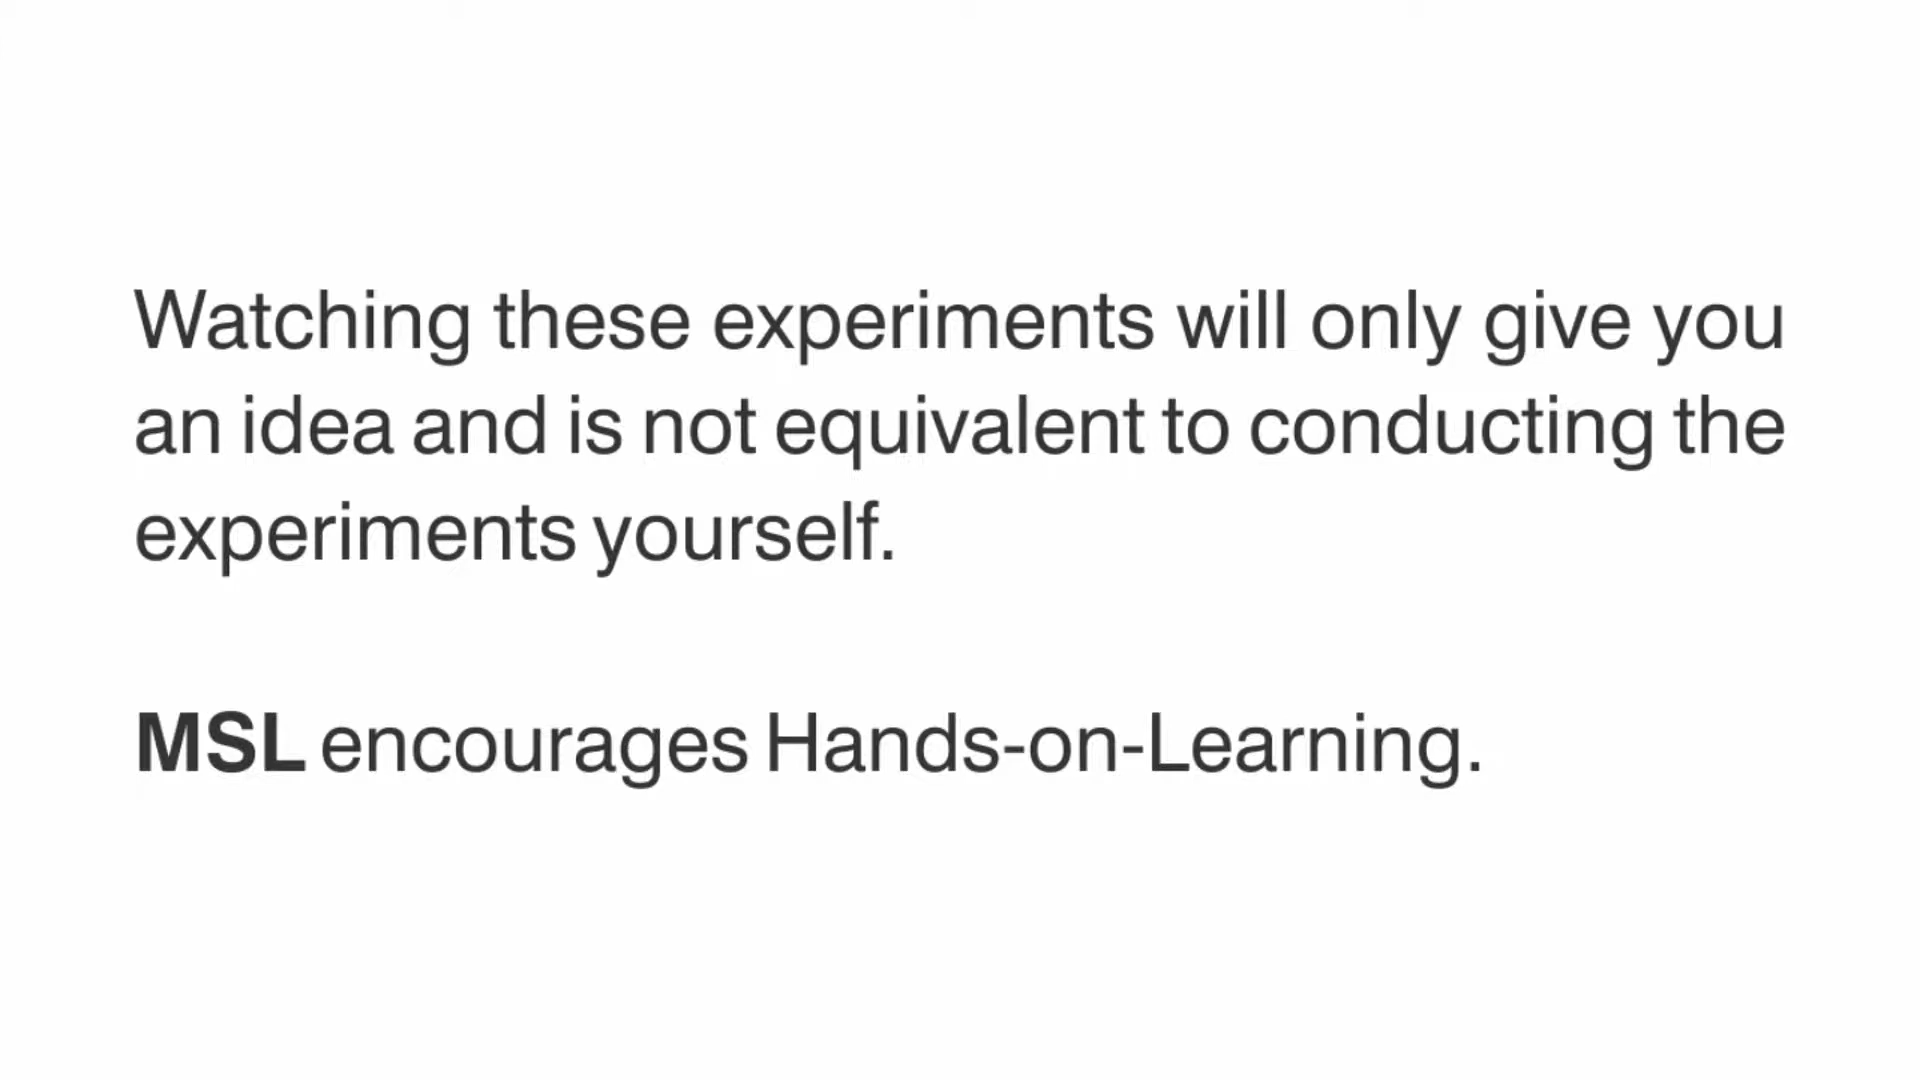 Watching these experiments will only give you
an idea and is not equivalent to conducting the
experiments yourself.
MSL encourages Hands-on-Learning.